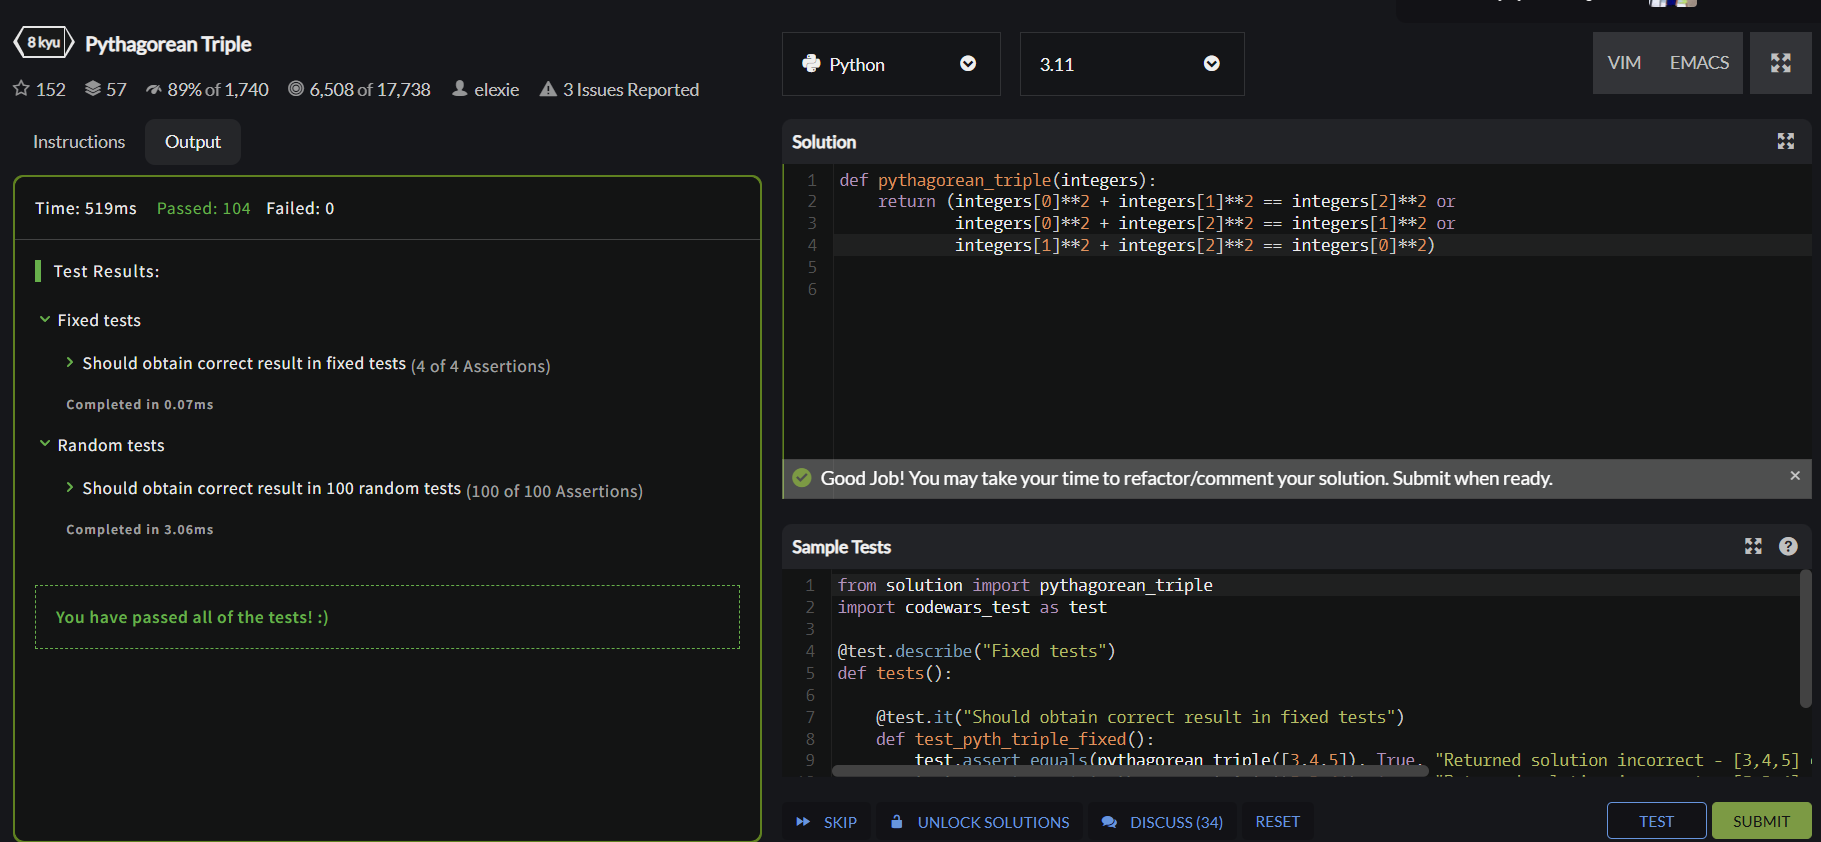 8 kyu Pythagorean Triple
152 57 89% of 1,740 6,508 of 17,738 elexie 3 Issues Reported
Instructions Output
Time: 519ms Passed: 104 Failed: 0
Test Results:
Fixed tests
Should obtain correct result in fixed tests (4 of 4 Assertions)
Completed in 0.07ms
Random tests
Should obtain correct result in 100 random tests (100 of 100 Assertions)
Completed in 3.06ms
You have passed all of the tests! :)
Python 3.11 VIM EMACS
Solution
1 def pythagorean_triple(integers):
2 return (integers[0]**2 + integers[1]**2 == integers[2]**2 or
3 integers[0]**2 + integers[2]**2 == integers[1]**2 or
4 integers[1]**2 + integers[2]**2 == integers[0]**2)
5
6
Good Job! You may take your time to refactor/comment your solution. Submit when ready. ×
Sample Tests ?
1 from solution import pythagorean_triple
2 import codewars_test as test
3
4 @test.describe("Fixed tests")
5 def tests():
6
7 @test.it("Should obtain correct result in fixed tests")
8 def test_pyth_triple_fixed():
9 test.assert_equals(pythagorean_triple([3,4,5]), True, "Returned solution incorrect - [3,4,5]
SKIP UNLOCK SOLUTIONS DISCUSS (34) RESET TEST SUBMIT